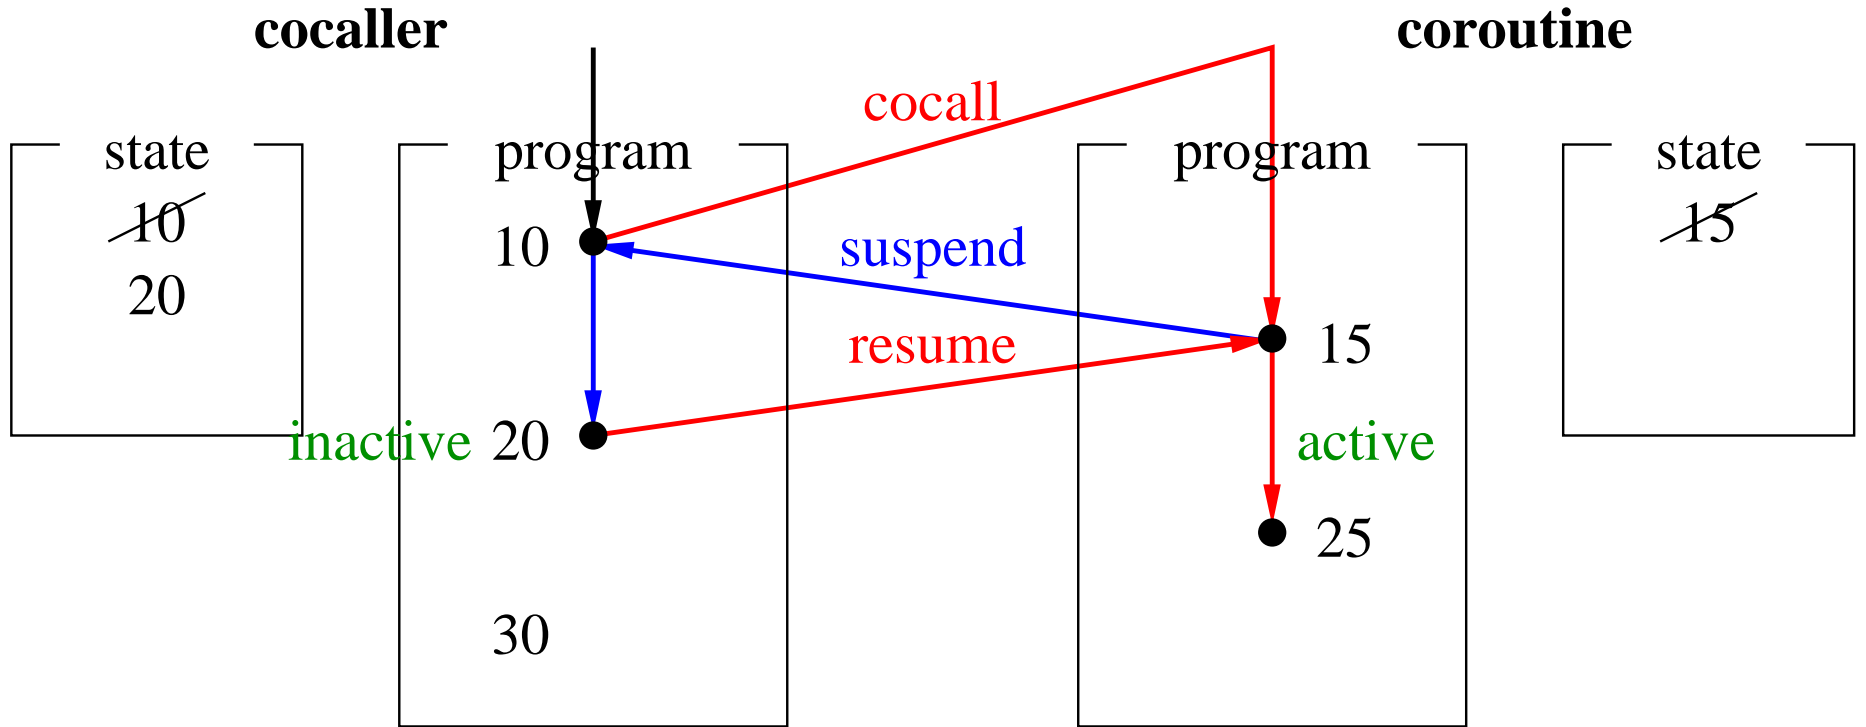 cocaller
coroutine
cocall
state
program
program
state
10
15
10
suspend
20
15
resume
inactive
20
active
25
30